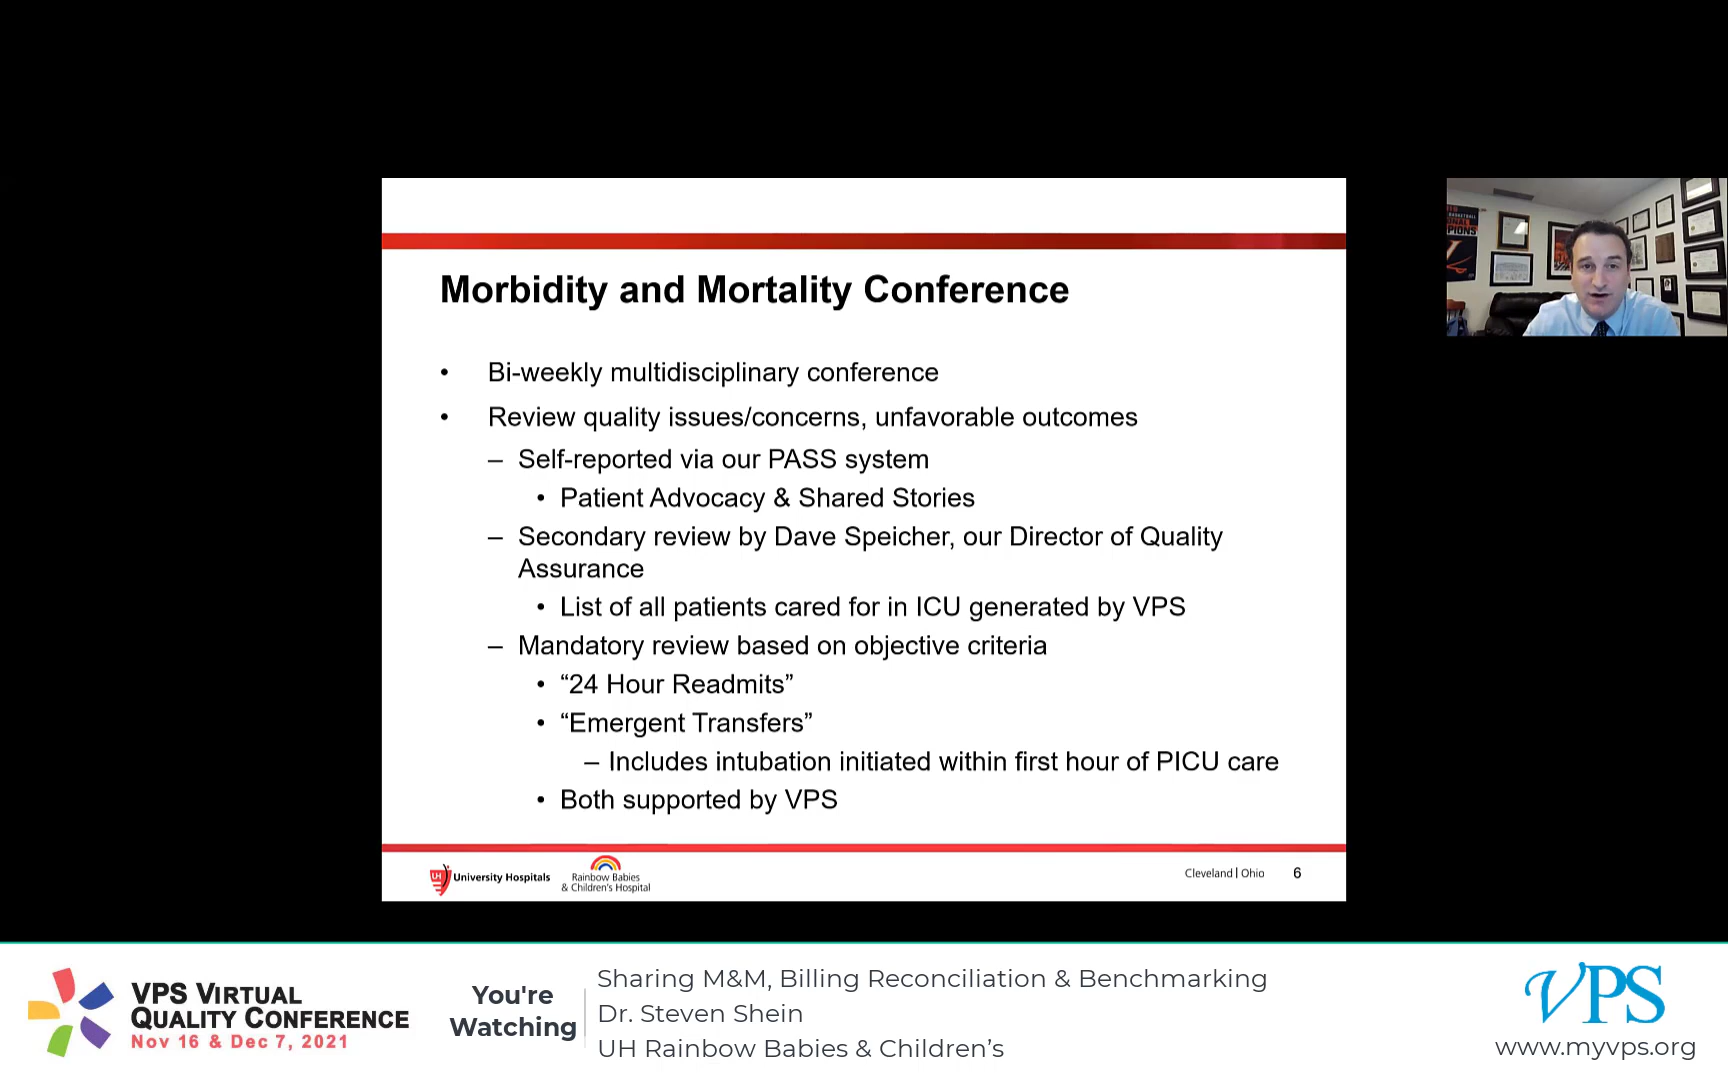 Morbidity and Mortality Conference
• Bi-weekly multidisciplinary conference
• Review quality issues/concerns, unfavorable outcomes
– Self-reported via our PASS system
• Patient Advocacy & Shared Stories
– Secondary review by Dave Speicher, our Director of Quality
Assurance
• List of all patients cared for in ICU generated by VPS
– Mandatory review based on objective criteria
• “24 Hour Readmits”
• “Emergent Transfers”
– Includes intubation initiated within first hour of PICU care
• Both supported by VPS
UH University Hospitals
Rainbow Babies
& Children's Hospital
Cleveland | Ohio 6
VPS VIRTUAL
QUALITY CONFERENCE
Nov 16 & Dec 7, 2021
You're
Watching
Sharing M&M, Billing Reconciliation & Benchmarking
Dr. Steven Shein
UH Rainbow Babies & Children’s
VPS
www.myvps.org